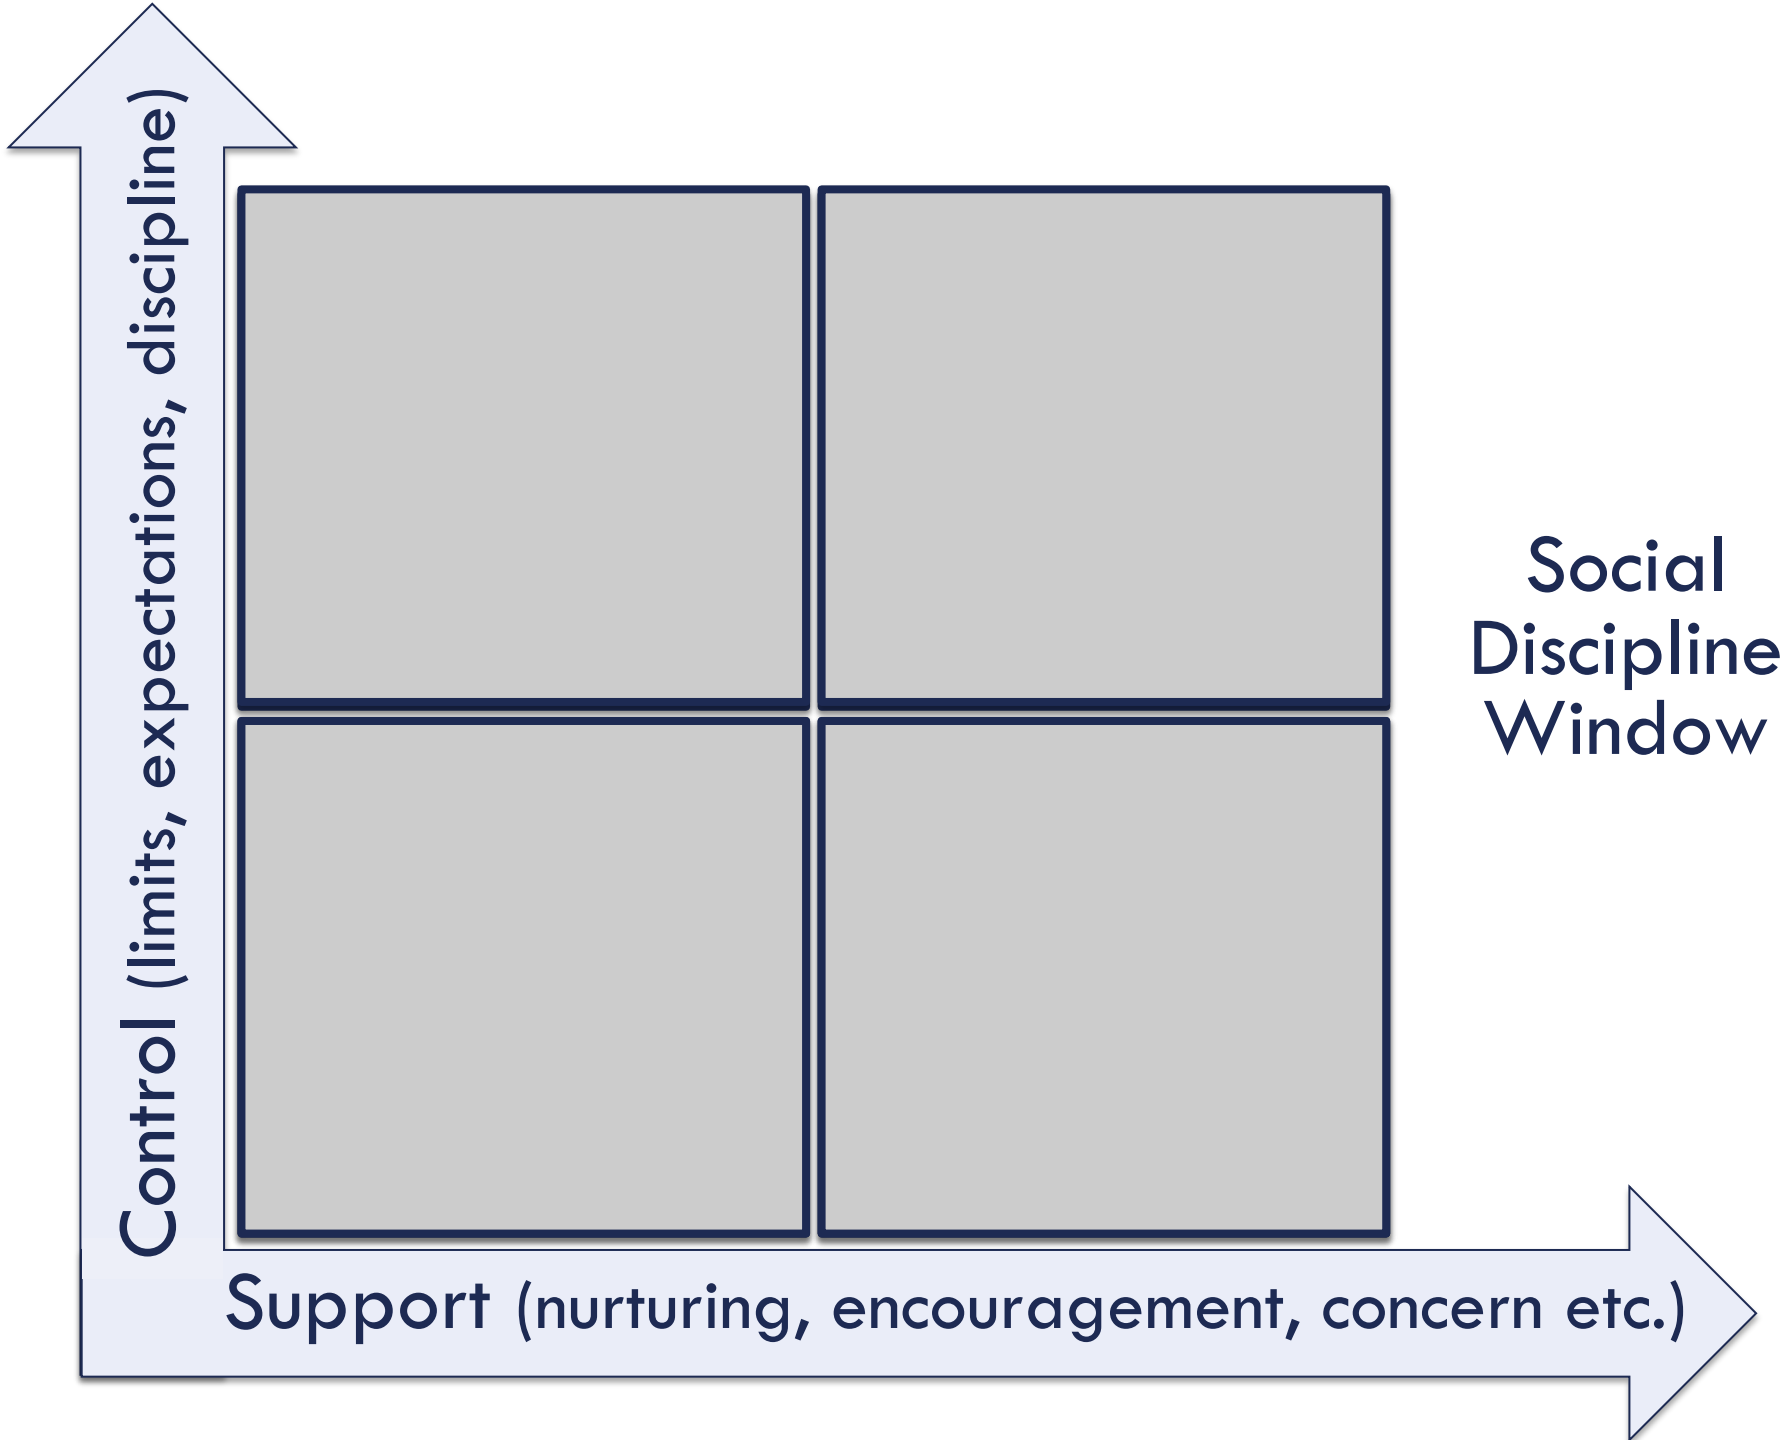 Control (limits, expectations, discipline)
Social
Discipline
Window
Support (nurturing, encouragement, concern etc.)